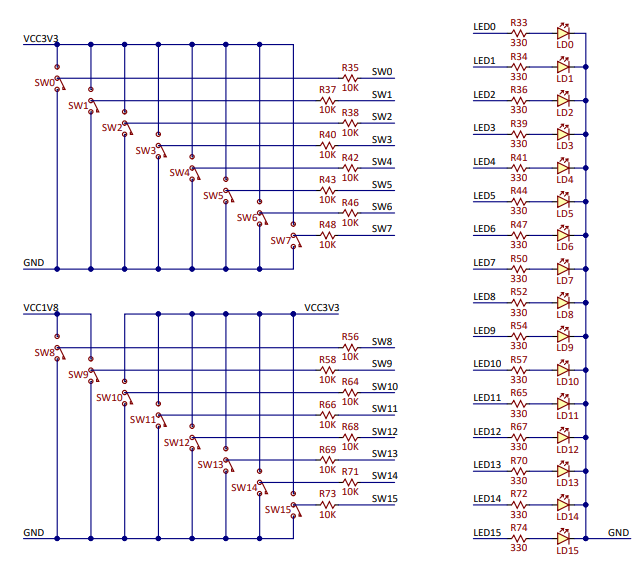 VCC3V3
SW0
R35
10K
SW0
SW1
R37
10K
SW1
SW2
R38
10K
SW2
SW3
R40
10K
SW3
SW4
R42
10K
SW4
SW5
R43
10K
SW5
SW6
R46
10K
SW6
SW7
R48
10K
SW7
GND
VCC1V8
VCC3V3
SW8
R56
10K
SW8
SW9
R58
10K
SW9
SW10
R64
10K
SW10
SW11
R66
10K
SW11
SW12
R68
10K
SW12
SW13
R69
10K
SW13
SW14
R71
10K
SW14
SW15
R73
10K
SW15
GND
LED0
R33
330
LD0
LED1
R34
330
LD1
LED2
R36
330
LD2
LED3
R39
330
LD3
LED4
R41
330
LD4
LED5
R44
330
LD5
LED6
R47
330
LD6
LED7
R50
330
LD7
LED8
R52
330
LD8
LED9
R54
330
LD9
LED10
R57
330
LD10
LED11
R65
330
LD11
LED12
R67
330
LD12
LED13
R70
330
LD13
LED14
R72
330
LD14
LED15
R74
330
LD15
GND